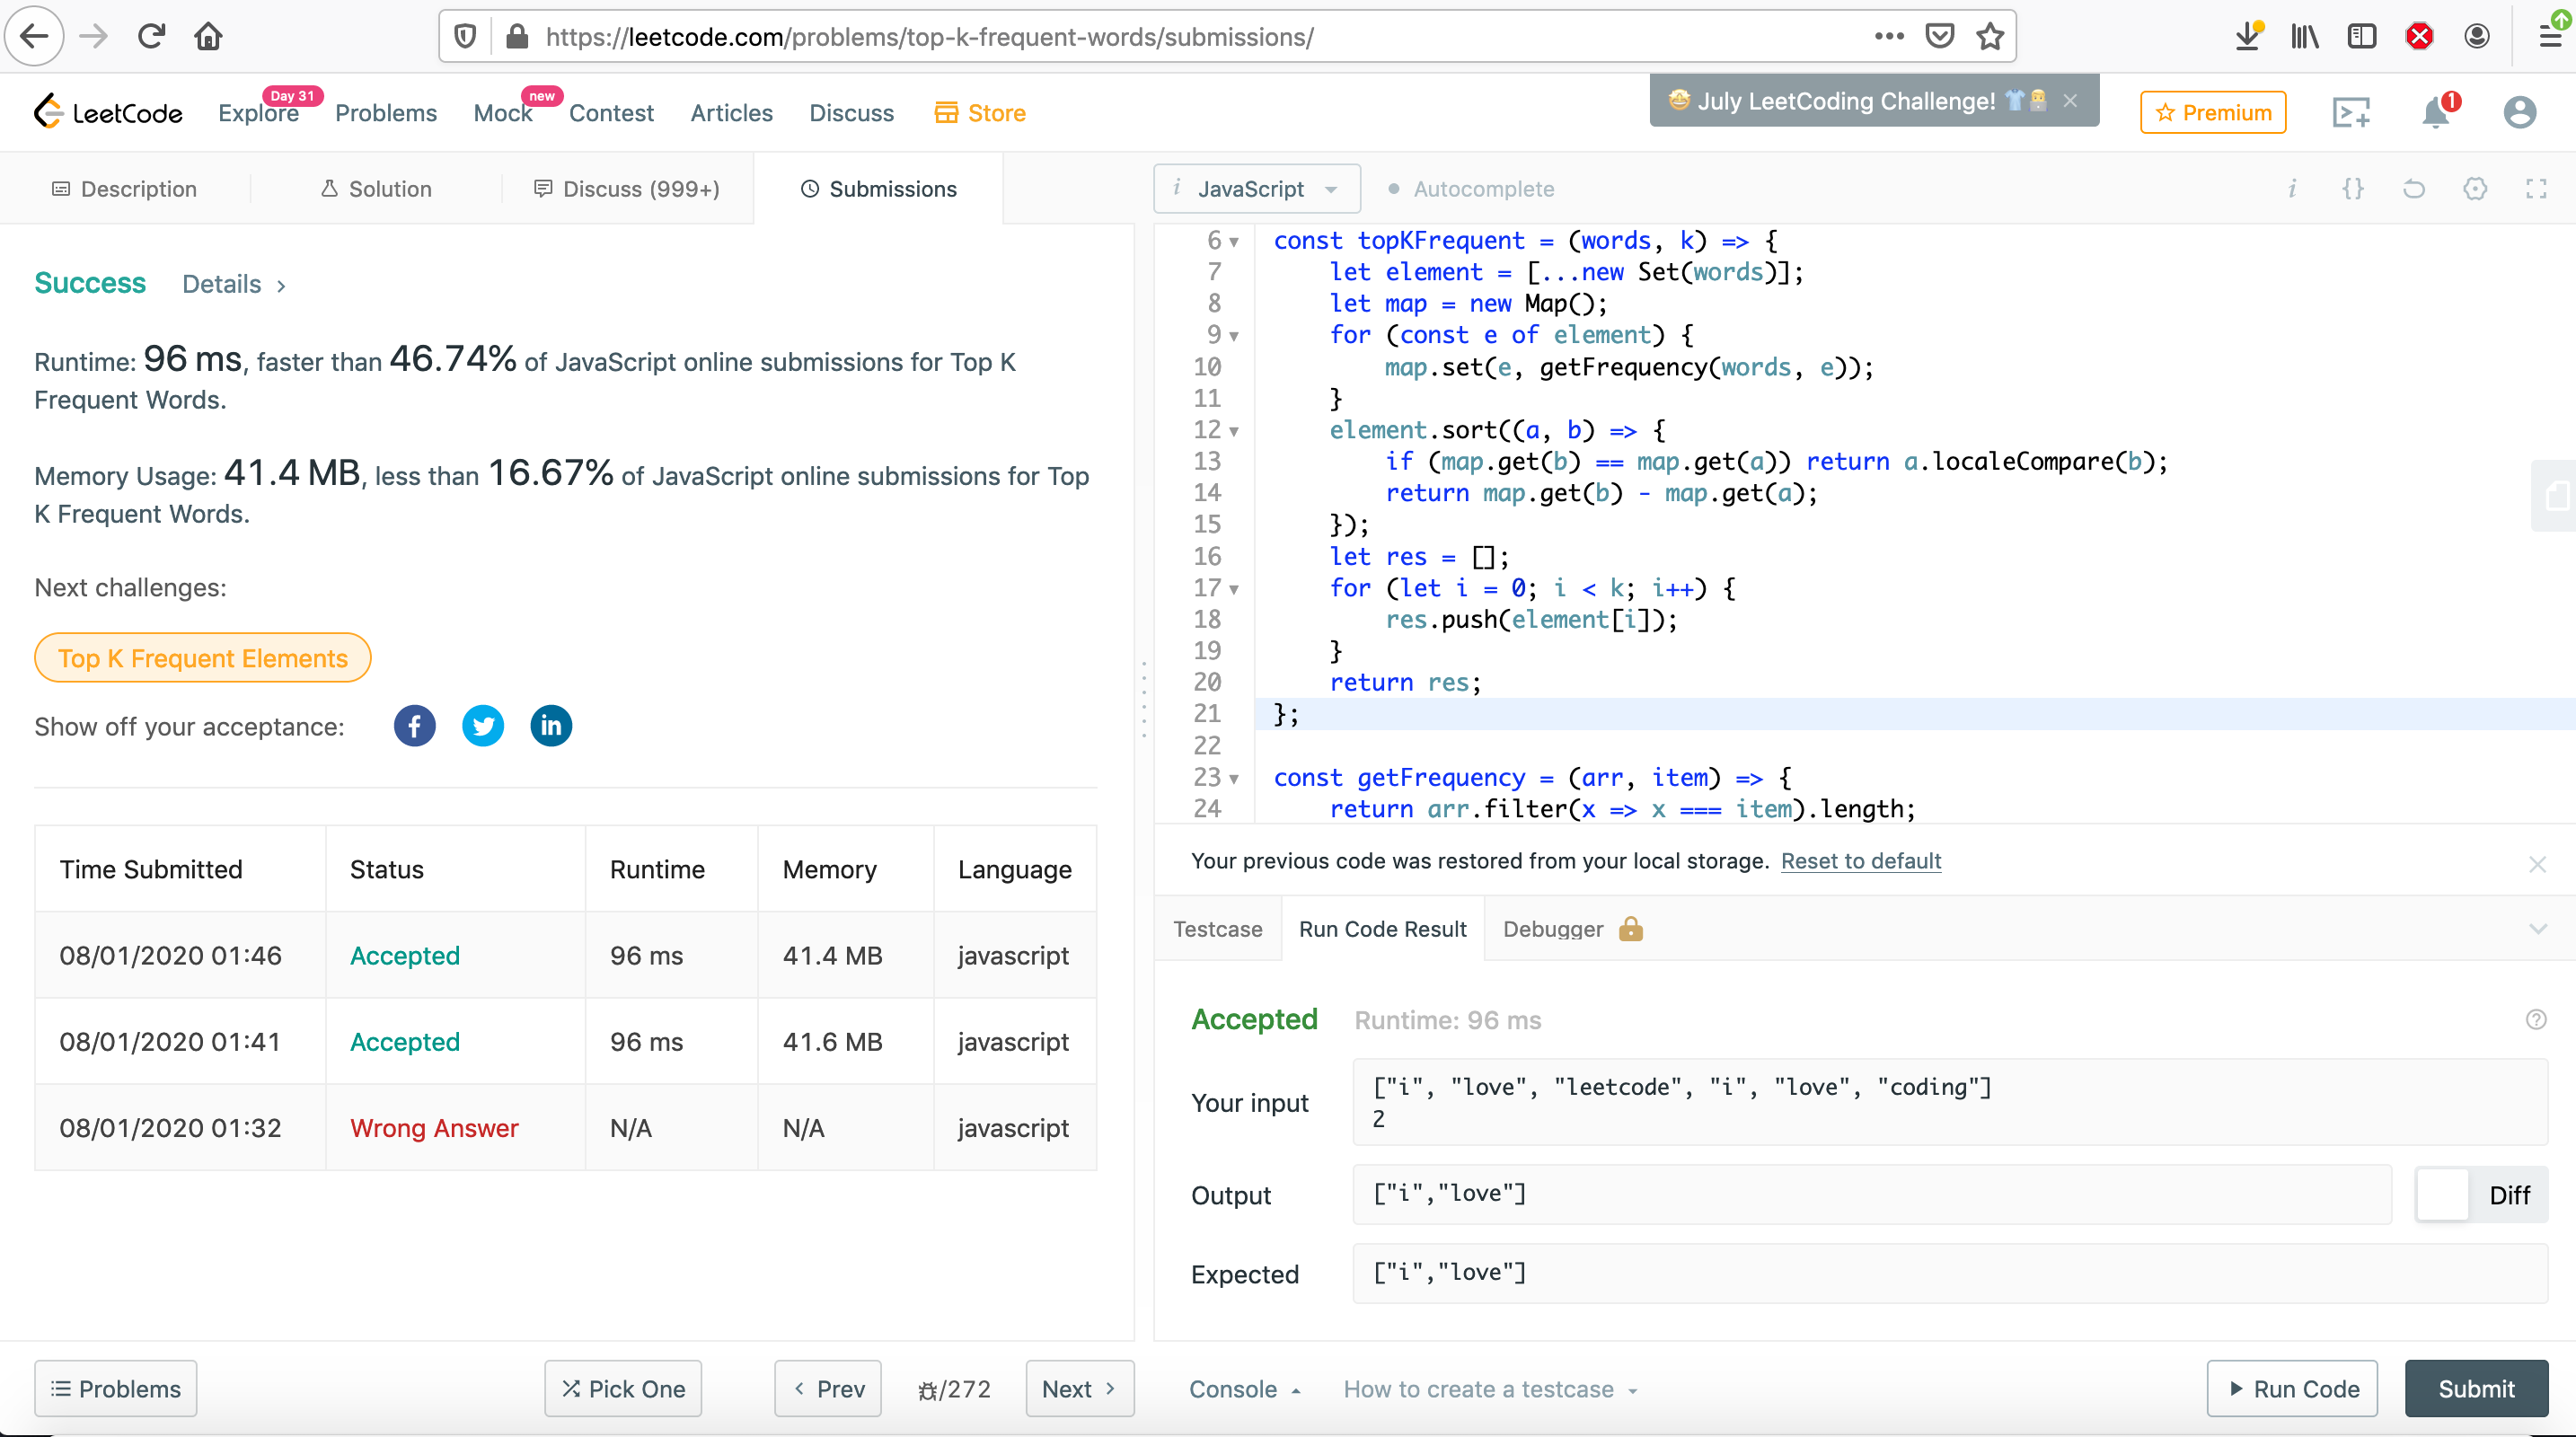 https://leetcode.com/problems/top-k-frequent-words/submissions/
LeetCode Explore Day 31 Problems Mock new Contest Articles Discuss Store July LeetCoding Challenge! Premium 1
Description Solution Discuss (999+) Submissions
Success Details
Runtime: 96 ms, faster than 46.74% of JavaScript online submissions for Top K
Frequent Words.
Memory Usage: 41.4 MB, less than 16.67% of JavaScript online submissions for Top
K Frequent Words.
Next challenges:
Top K Frequent Elements
Show off your acceptance: f in
Time Submitted Status Runtime Memory Language
08/01/2020 01:46 Accepted 96 ms 41.4 MB javascript
08/01/2020 01:41 Accepted 96 ms 41.6 MB javascript
08/01/2020 01:32 Wrong Answer N/A N/A javascript
Problems Pick One Prev /272 Next
i JavaScript Autocomplete i {}
6 const topKFrequent = (words, k) => {
7 let element = [...new Set(words)];
8 let map = new Map();
9 for (const e of element) {
10 map.set(e, getFrequency(words, e));
11 }
12 element.sort((a, b) => {
13 if (map.get(b) == map.get(a)) return a.localeCompare(b);
14 return map.get(b) - map.get(a);
15 });
16 let res = [];
17 for (let i = 0; i < k; i++) {
18 res.push(element[i]);
19 }
20 return res;
21 };
22
23 const getFrequency = (arr, item) => {
24 return arr.filter(x => x === item).length;
Your previous code was restored from your local storage. Reset to default
Testcase Run Code Result Debugger
Accepted Runtime: 96 ms
Your input
["i", "love", "leetcode", "i", "love", "coding"]
2
Output ["i","love"] Diff
Expected ["i","love"]
Console How to create a testcase Run Code Submit